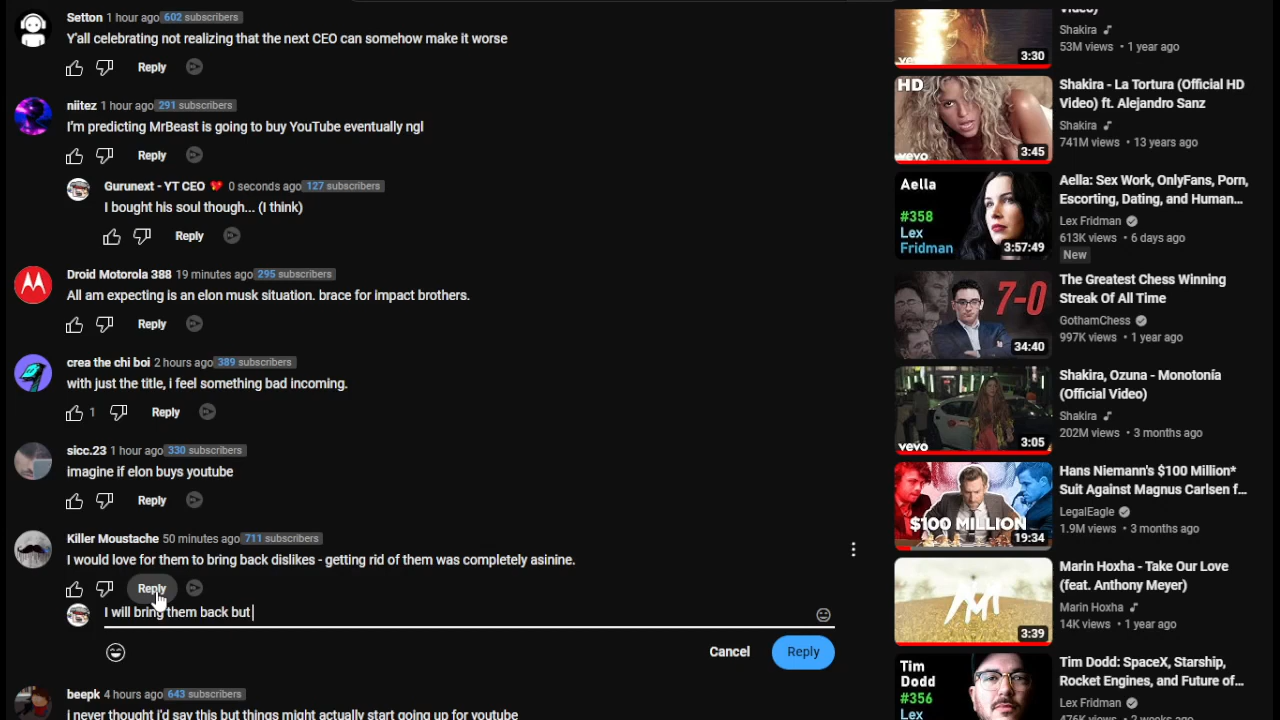 Setton 1 hour ago 602 subscribers
Y'all celebrating not realizing that the next CEO can somehow make it worse
Reply
niitez 1 hour ago 291 subscribers
I'm predicting MrBeast is going to buy YouTube eventually ngl
Reply
Gurunext - YT CEO 0 seconds ago 127 subscribers
I bought his soul though... (I think)
Reply
Droid Motorola 388 19 minutes ago 295 subscribers
All am expecting is an elon musk situation. brace for impact brothers.
Reply
crea the chi boi 2 hours ago 389 subscribers
with just the title, i feel something bad incoming.
1 Reply
sicc.23 1 hour ago 330 subscribers
imagine if elon buys youtube
Reply
Killer Moustache 50 minutes ago 711 subscribers
I would love for them to bring back dislikes - getting rid of them was completely asinine.
Reply
I will bring them back but
Cancel Reply
beepk 4 hours ago 643 subscribers
i never thought i'd say this but things might actually start going up for youtube
Video)
Shakira
53M views • 1 year ago
vevo
3:30
HD
vevo
3:45
Shakira - La Tortura (Official HD
Video) ft. Alejandro Sanz
Shakira
741M views • 13 years ago
Aella
#358
Lex
Fridman
3:57:49
Aella: Sex Work, OnlyFans, Porn,
Escorting, Dating, and Human...
Lex Fridman
613K views • 6 days ago
New
7-0
34:40
The Greatest Chess Winning
Streak Of All Time
GothamChess
997K views • 1 year ago
vevo
3:05
Shakira, Ozuna - Monotonía
(Official Video)
Shakira
202M views • 3 months ago
$100 MILLION
19:34
Hans Niemann's $100 Million*
Suit Against Magnus Carlsen f...
LegalEagle
1.9M views • 3 months ago
3:39
Marin Hoxha - Take Our Love
(feat. Anthony Meyer)
Marin Hoxha
14K views • 1 year ago
Tim
Dodd
#356
Lex
Tim Dodd: SpaceX, Starship,
Rocket Engines, and Future of...
Lex Fridman
476K views • 2 weeks ago